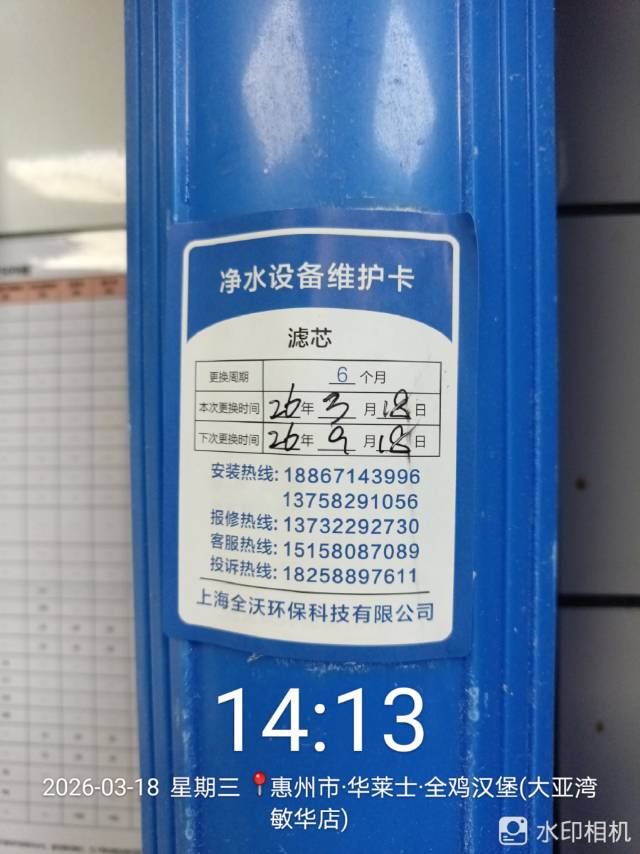 净水设备维护卡
滤芯
更换周期 6 个月
本次更换时间 26年 3 月 18 日
下次更换时间 26年 9 月 18 日
安装热线: 18867143996
13758291056
报修热线: 13732292730
客服热线: 15158087089
投诉热线: 18258897611
上海全沃环保科技有限公司
14:13
2026-03-18 星期三 惠州市·华莱士·全鸡汉堡(大亚湾
敏华店)
水印相机